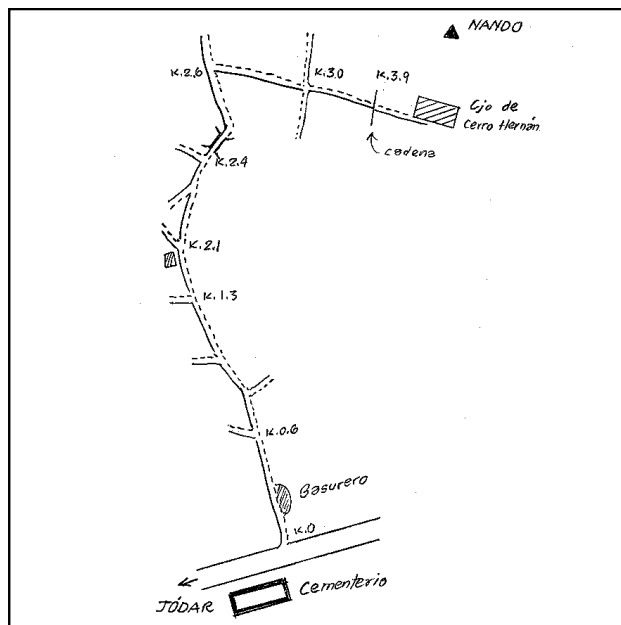 NANDO
K.2.6
K.3.0
K.3.9
Cjo de
Cerro Hernán.
cadena
K.2.4
K.2.1
K.1.3
K.0.6
Basurero
K.0
JÓDAR
Cementerio